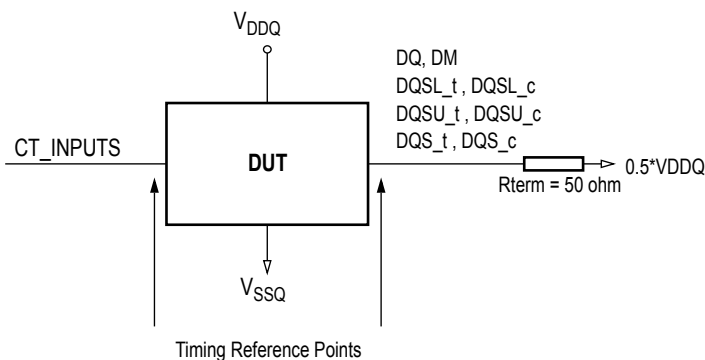 VDDQ
DQ, DM
DQSL_t , DQSL_c
DQSU_t , DQSU_c
DQS_t , DQS_c
CT_INPUTS
DUT
0.5*VDDQ
Rterm = 50 ohm
VSSQ
Timing Reference Points